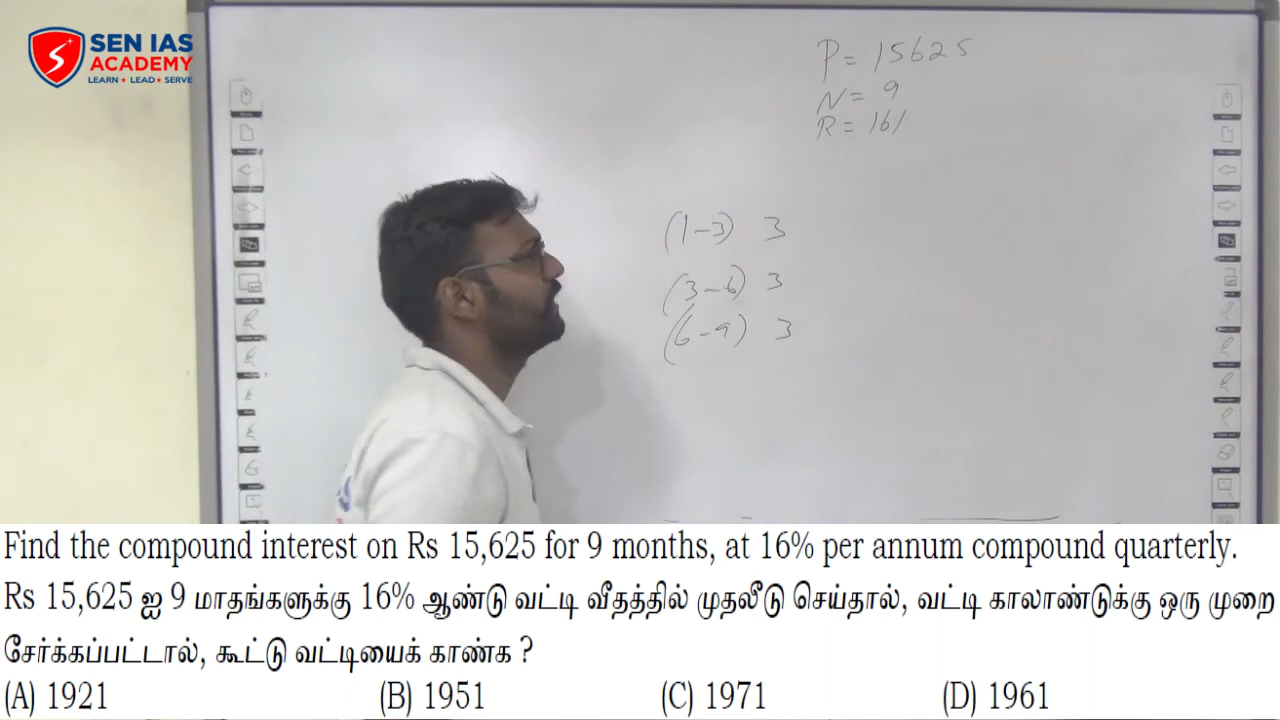 SEN IAS
ACADEMY
LEARN ★ LEAD ★ SERVE
P = 15625
N = 9
R = 16%
(1-3) 3
(3-6) 3
(6-9) 3
Find the compound interest on Rs 15,625 for 9 months, at 16% per annum compound quarterly.
Rs 15,625 ஐ 9 மாதங்களுக்கு 16% ஆண்டு வட்டி வீதத்தில் முதலீடு செய்தால், வட்டி காலாண்டுக்கு ஒரு முறை
சேர்க்கப்பட்டால், கூட்டு வட்டியைக் காண்க ?
(A) 1921 (B) 1951 (C) 1971 (D) 1961